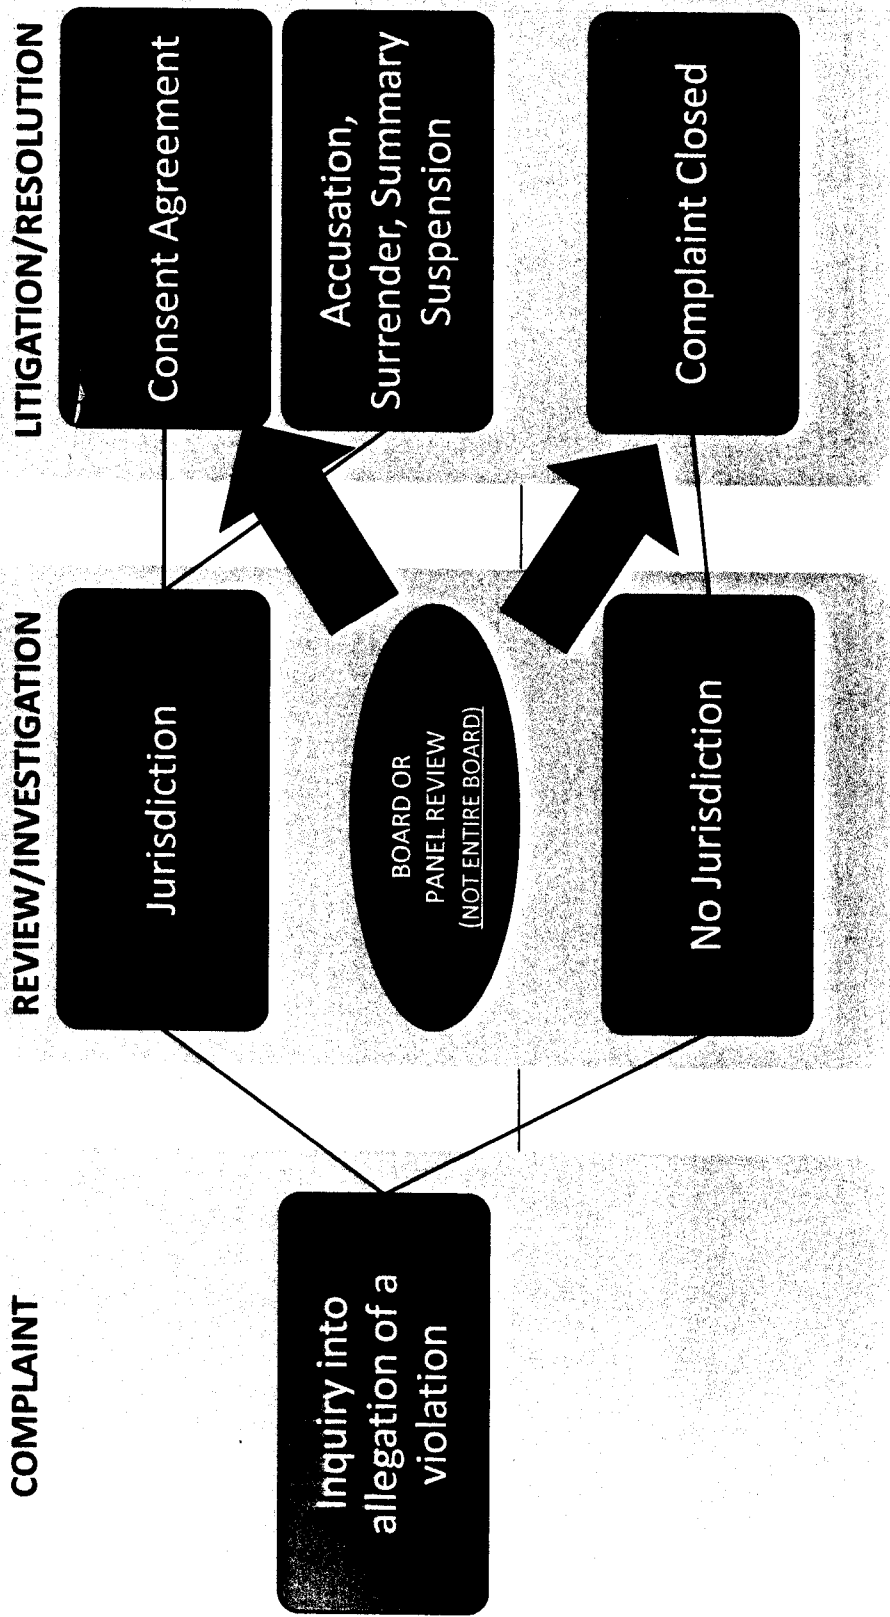 COMPLAINT
Inquiry into
allegation of a
violation
REVIEW/INVESTIGATION
Jurisdiction
BOARD OR
PANEL REVIEW
(NOT ENTIRE BOARD)
No Jurisdiction
LITIGATION/RESOLUTION
Consent Agreement
Accusation,
Surrender, Summary
Suspension
Complaint Closed